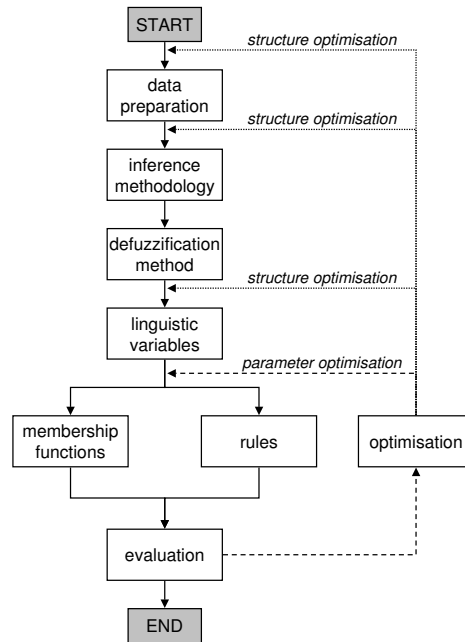 START
structure optimisation
data
preparation
structure optimisation
inference
methodology
defuzzification
method
structure optimisation
linguistic
variables
parameter optimisation
membership
functions
rules
optimisation
evaluation
END